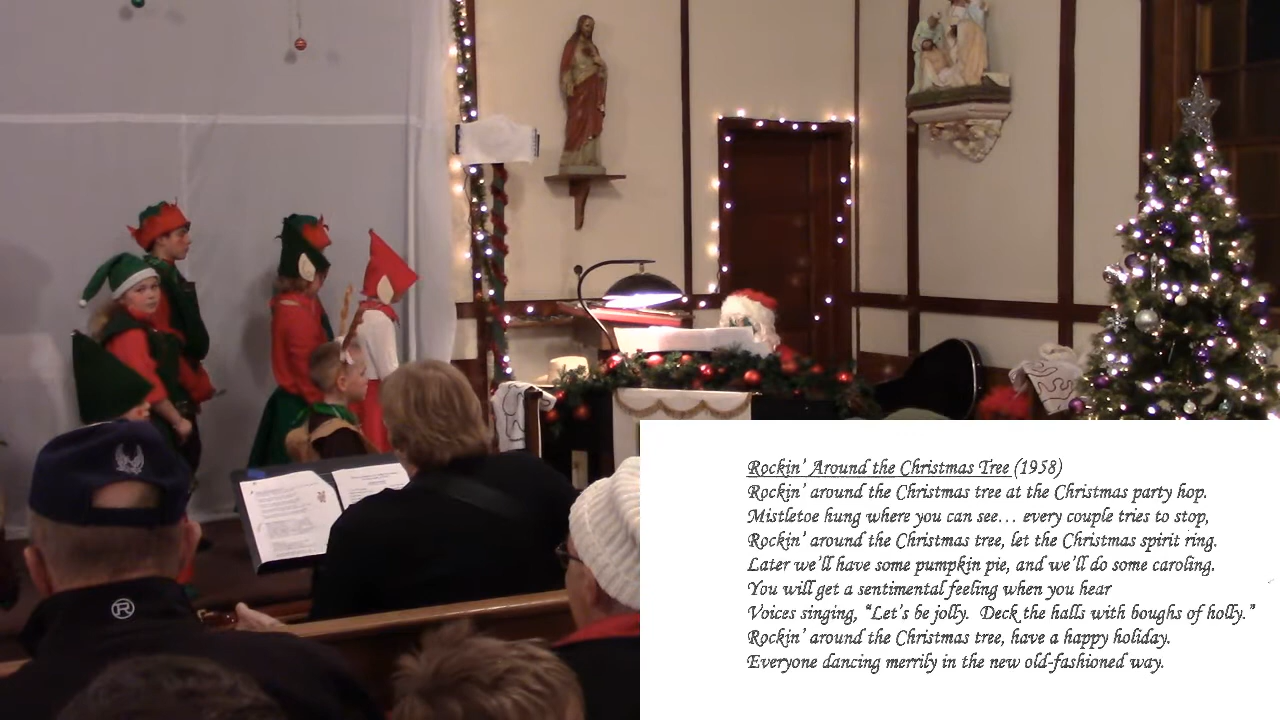 Rockin' Around the Christmas Tree (1958)
Rockin' around the Christmas tree at the Christmas party hop.
Mistletoe hung where you can see… every couple tries to stop,
Rockin' around the Christmas tree, let the Christmas spirit ring.
Later we'll have some pumpkin pie, and we'll do some caroling.
You will get a sentimental feeling when you hear
Voices singing, "Let's be jolly.  Deck the halls with boughs of holly."
Rockin' around the Christmas tree, have a happy holiday.
Everyone dancing merrily in the new old-fashioned way.
R